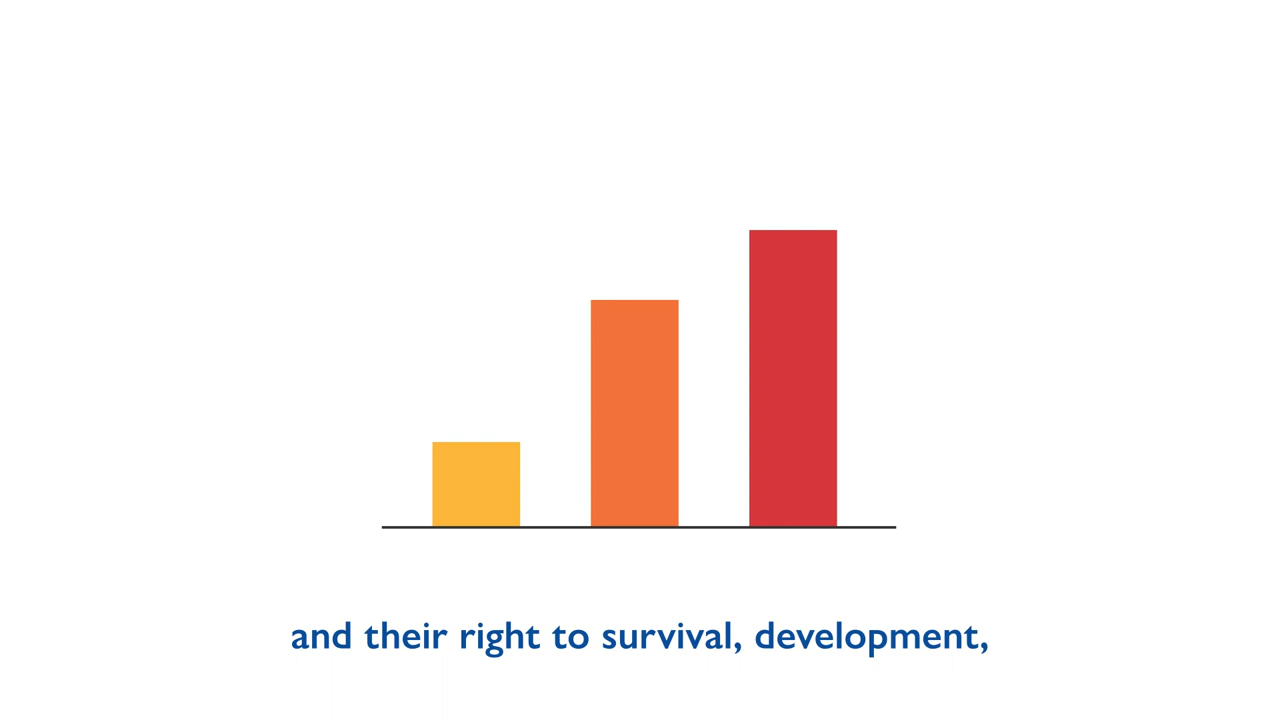 and their right to survival, development,